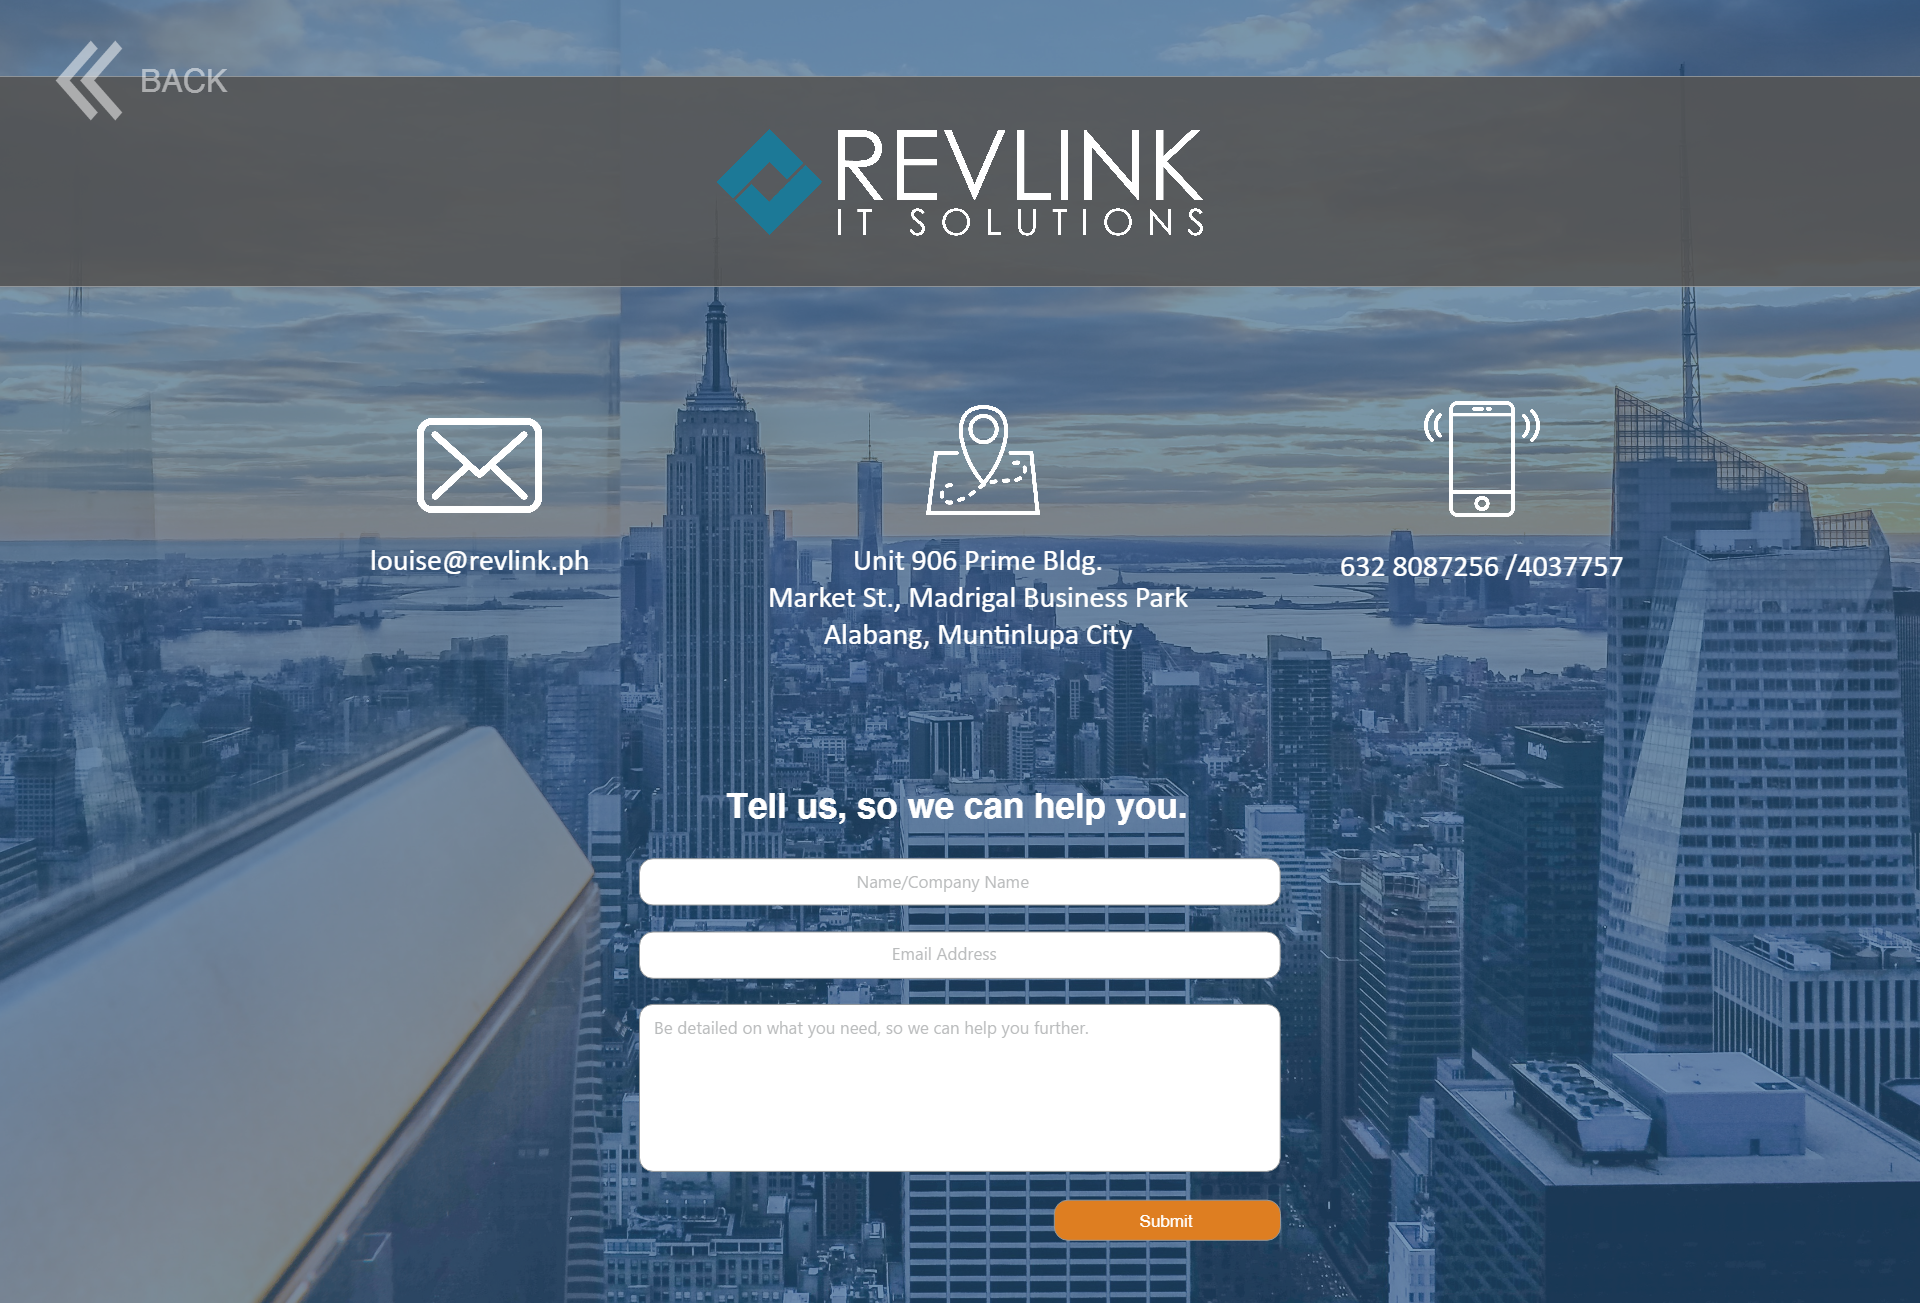 BACK
REVLINK
IT SOLUTIONS
louise@revlink.ph
Unit 906 Prime Bldg.
Market St., Madrigal Business Park
Alabang, Muntinlupa City
632 8087256 /4037757
Tell us, so we can help you.
Name/Company Name
Email Address
Be detailed on what you need, so we can help you further.
Submit